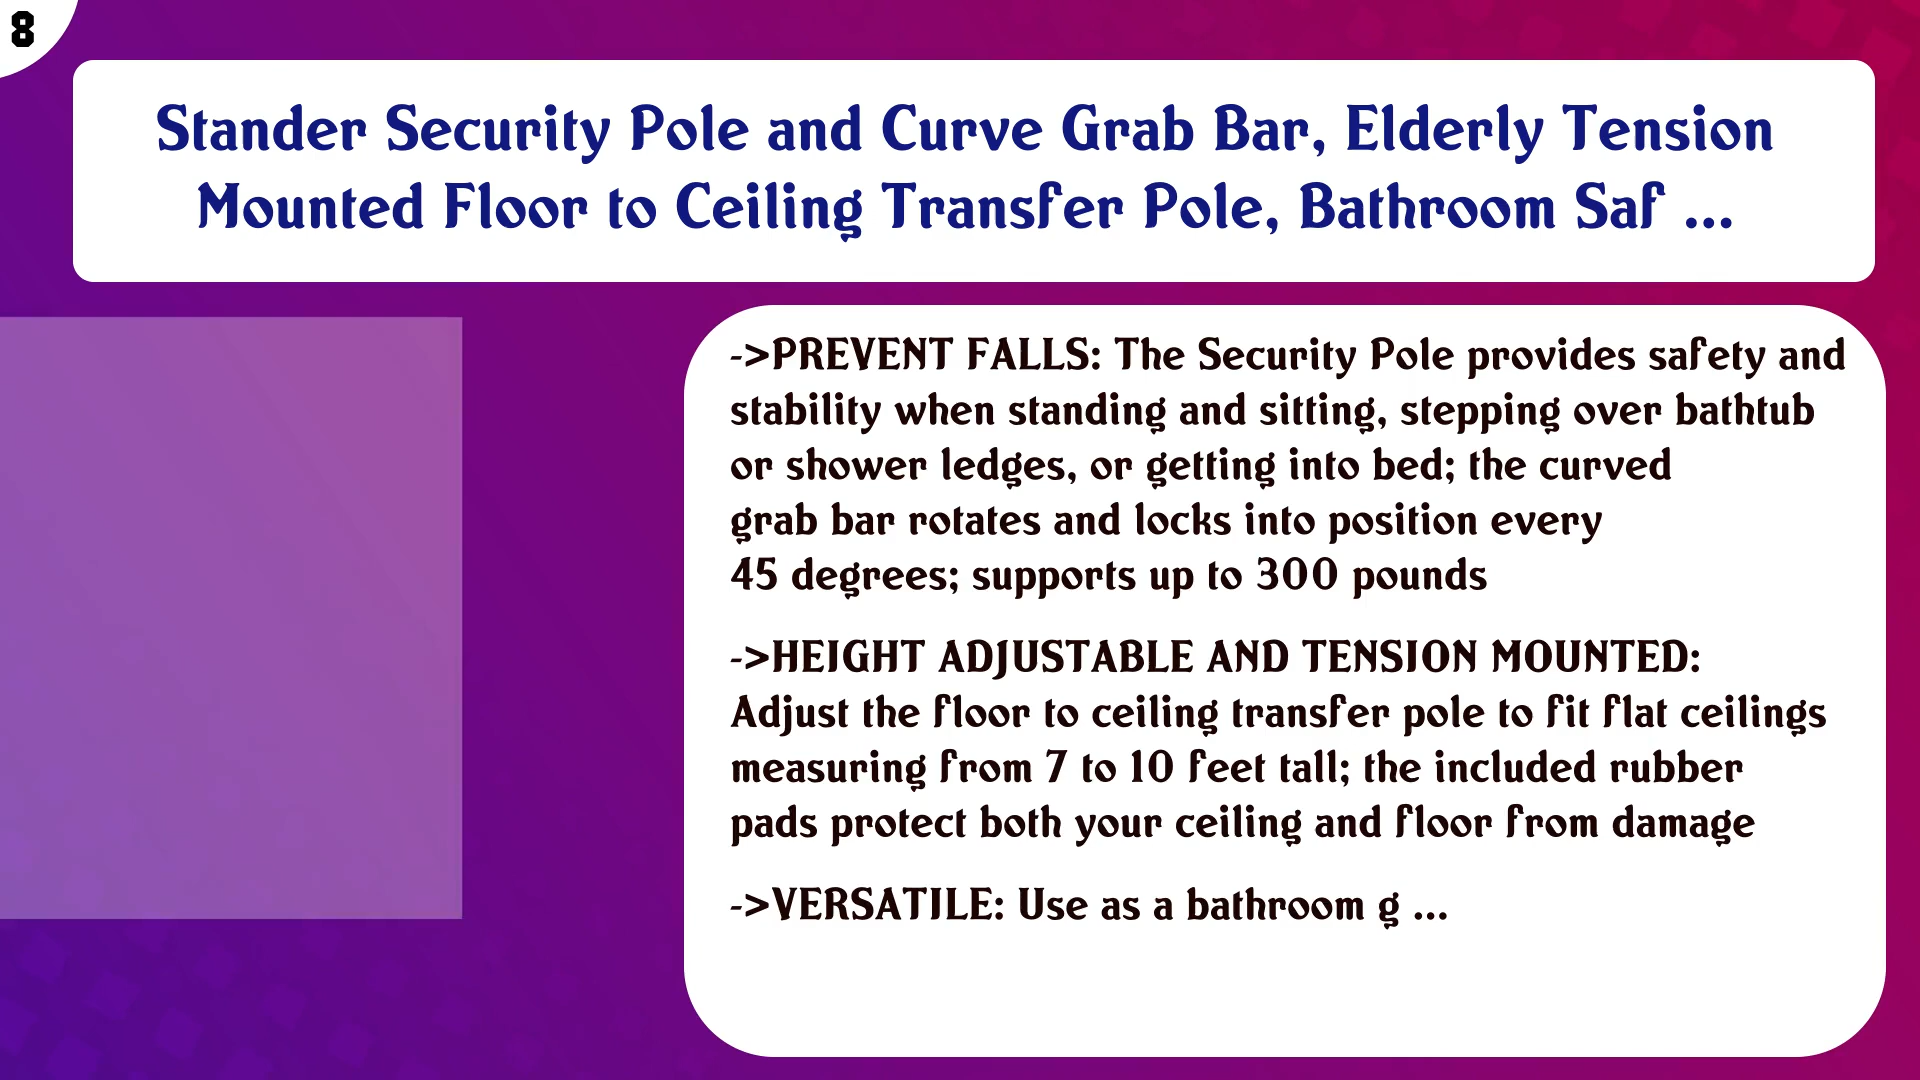 8
Stander Security Pole and Curve Grab Bar, Elderly Tension
Mounted Floor to Ceiling Transfer Pole, Bathroom Saf ...
->PREVENT FALLS: The Security Pole provides safety and
stability when standing and sitting, stepping over bathtub
or shower ledges, or getting into bed; the curved
grab bar rotates and locks into position every
45 degrees; supports up to 300 pounds
->HEIGHT ADJUSTABLE AND TENSION MOUNTED:
Adjust the floor to ceiling transfer pole to fit flat ceilings
measuring from 7 to 10 feet tall; the included rubber
pads protect both your ceiling and floor from damage
->VERSATILE: Use as a bathroom g ...